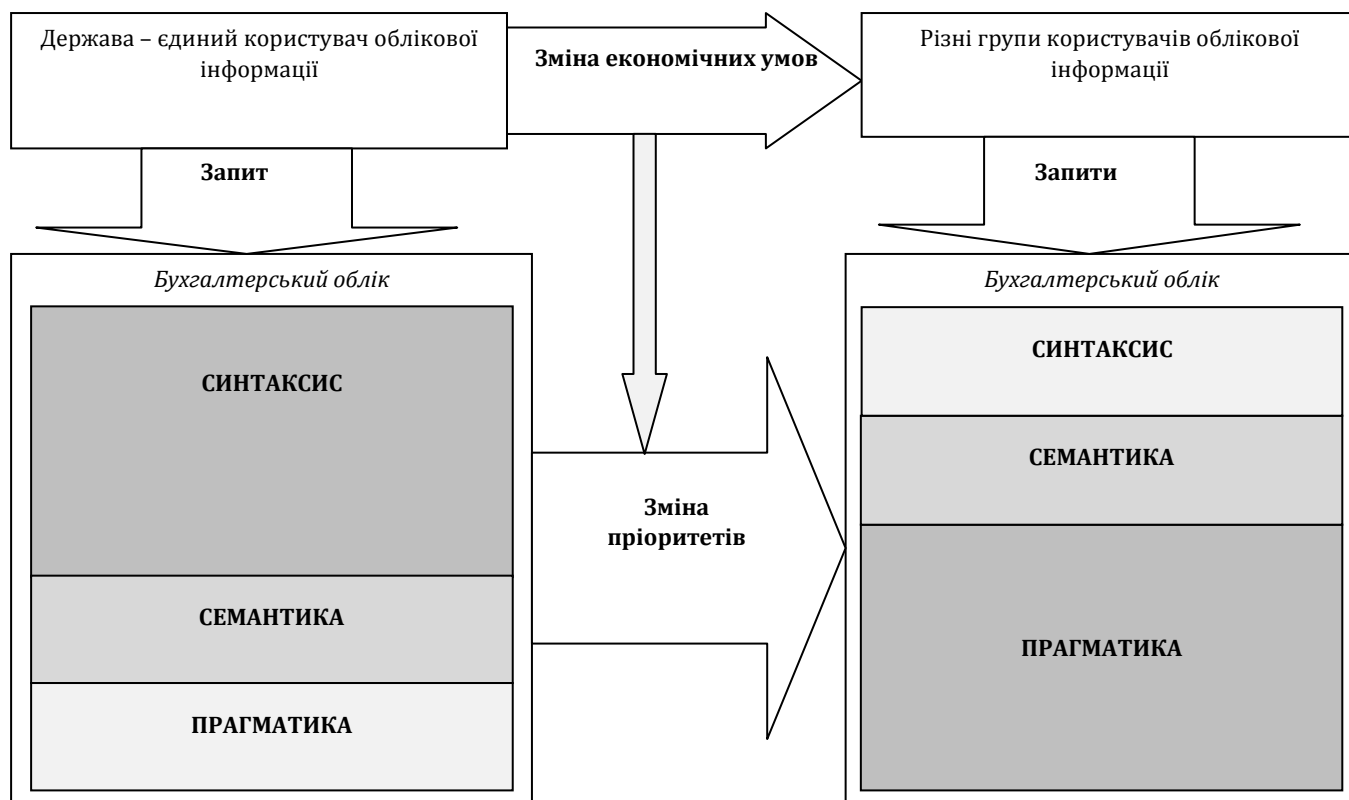 Держава – єдиний користувач облікової
інформації
Зміна економічних умов
Різні групи користувачів облікової
інформації
Запит
Запити
Бухгалтерський облік
СИНТАКСИС
СЕМАНТИКА
ПРАГМАТИКА
Зміна
пріоритетів
Бухгалтерський облік
СИНТАКСИС
СЕМАНТИКА
ПРАГМАТИКА